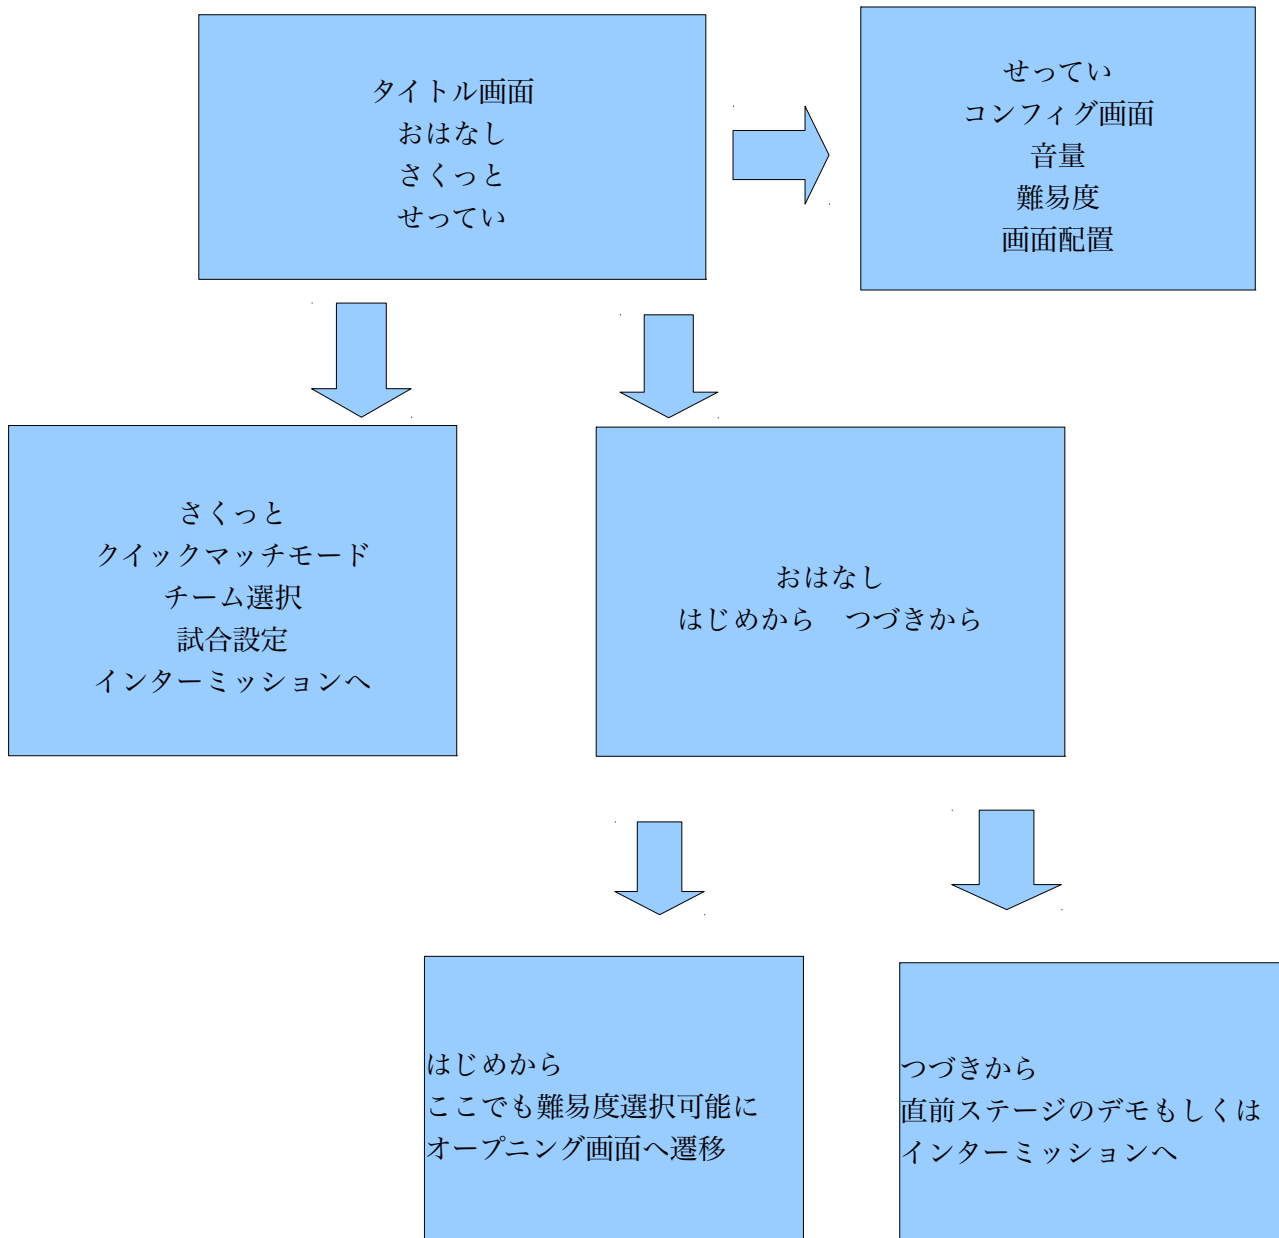 タイトル画面
おはなし
さくっと
せってい
せってい
コンフィグ画面
音量
難易度
画面配置
さくっと
クイックマッチモード
チーム選択
試合設定
インターミッションへ
おはなし
はじめから　つづきから
はじめから
ここでも難易度選択可能に
オープニング画面へ遷移
つづきから
直前ステージのデモもしくは
インターミッションへ